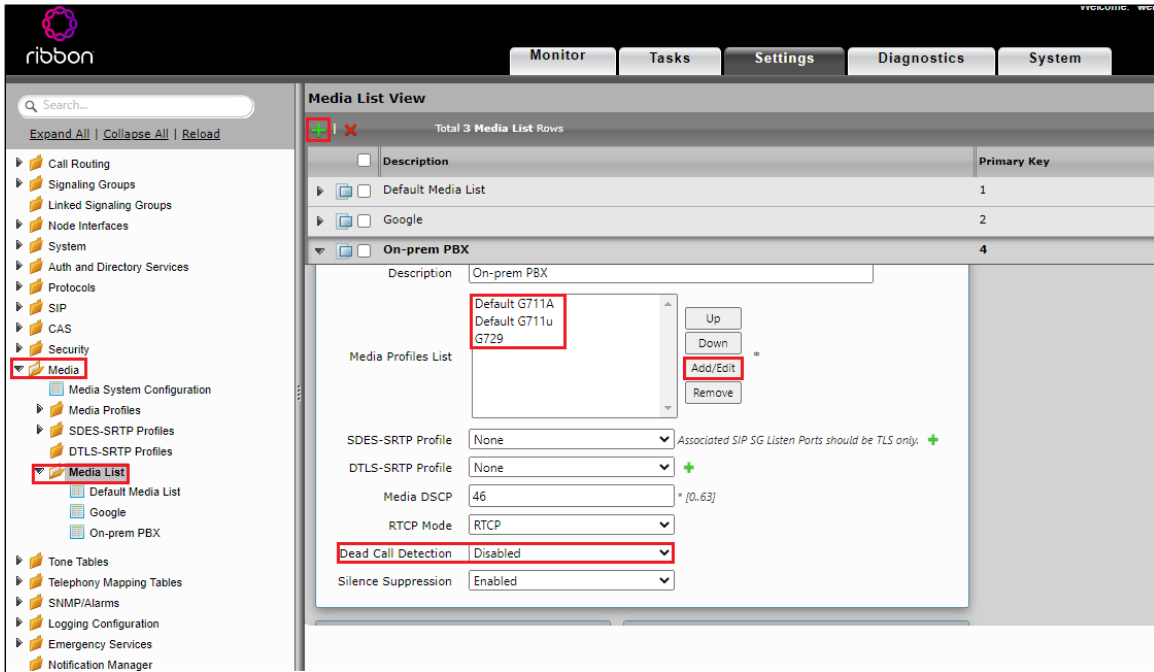 Welcome:
ribbon
Monitor
Tasks
Settings
Diagnostics
System
Search...
Expand All | Collapse All | Reload
Call Routing
Signaling Groups
Linked Signaling Groups
Node Interfaces
System
Auth and Directory Services
Protocols
SIP
CAS
Security
Media
Media System Configuration
Media Profiles
SDES-SRTP Profiles
DTLS-SRTP Profiles
Media List
Default Media List
Google
On-prem PBX
Tone Tables
Telephony Mapping Tables
SNMP/Alarms
Logging Configuration
Emergency Services
Notification Manager
Media List View
Total 3 Media List Rows
Description Primary Key
Default Media List 1
Google 2
On-prem PBX 4
Description On-prem PBX
Media Profiles List
Default G711A
Default G711u
G729
Up
Down
*
Add/Edit
Remove
SDES-SRTP Profile None Associated SIP SG Listen Ports should be TLS only.
DTLS-SRTP Profile None
Media DSCP 46 * [0..63]
RTCP Mode RTCP
Dead Call Detection Disabled
Silence Suppression Enabled